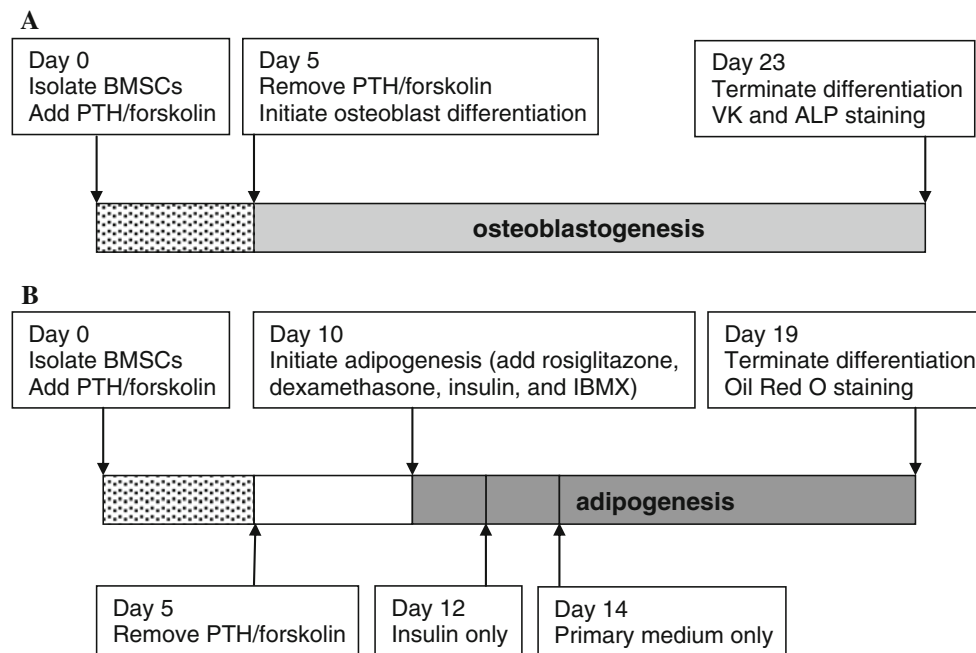 A
Day 0
Isolate BMSCs
Add PTH/forskolin
Day 5
Remove PTH/forskolin
Initiate osteoblast differentiation
Day 23
Terminate differentiation
VK and ALP staining
osteoblastogenesis
B
Day 0
Isolate BMSCs
Add PTH/forskolin
Day 10
Initiate adipogenesis (add rosiglitazone,
dexamethasone, insulin, and IBMX)
Day 19
Terminate differentiation
Oil Red O staining
adipogenesis
Day 5
Remove PTH/forskolin
Day 12
Insulin only
Day 14
Primary medium only